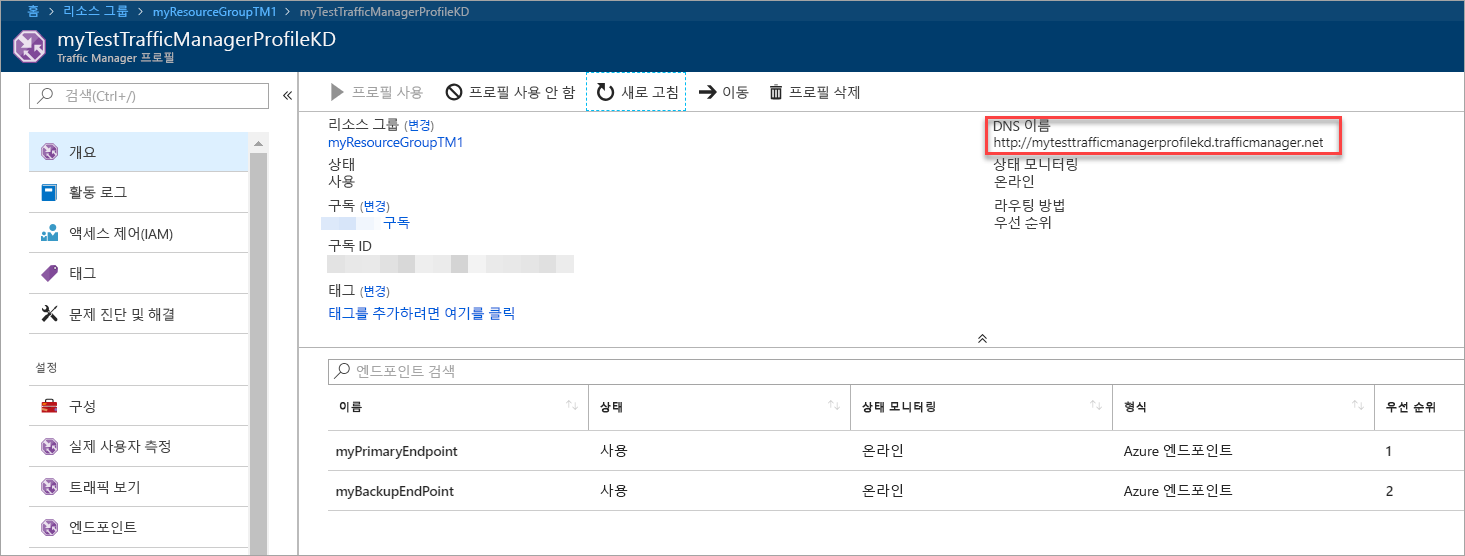 홈 > 리소스 그룹 > myResourceGroupTM1 > myTestTrafficManagerProfileKD
myTestTrafficManagerProfileKD
Traffic Manager 프로필
검색(Ctrl+/)
개요
활동 로그
액세스 제어(IAM)
태그
문제 진단 및 해결
설정
구성
실제 사용자 측정
트래픽 보기
엔드포인트
프로필 사용 프로필 사용 안 함 새로 고침 이동 프로필 삭제
리소스 그룹 (변경)
myResourceGroupTM1
상태
사용
구독 (변경)
구독
구독 ID
태그 (변경)
태그를 추가하려면 여기를 클릭
DNS 이름
http://mytesttrafficmanagerprofilekd.trafficmanager.net
상태 모니터링
온라인
라우팅 방법
우선 순위
엔드포인트 검색
이름 상태 상태 모니터링 형식 우선 순위
myPrimaryEndpoint 사용 온라인 Azure 엔드포인트 1
myBackupEndPoint 사용 온라인 Azure 엔드포인트 2